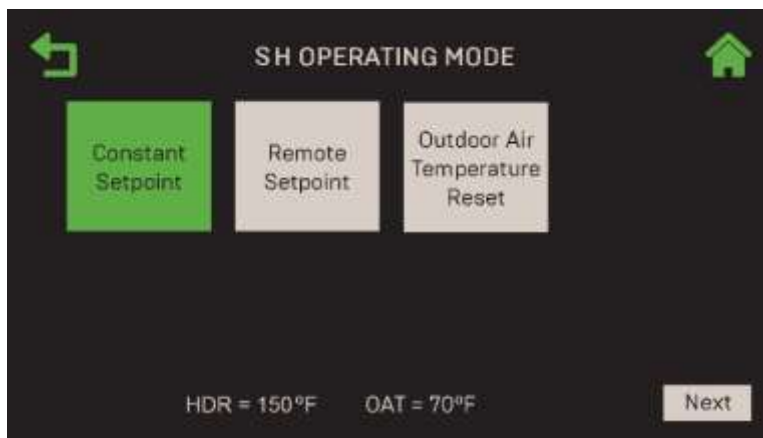 SH OPERATING MODE
Constant
Setpoint
Remote
Setpoint
Outdoor Air
Temperature
Reset
HDR = 150°F
OAT = 70°F
Next